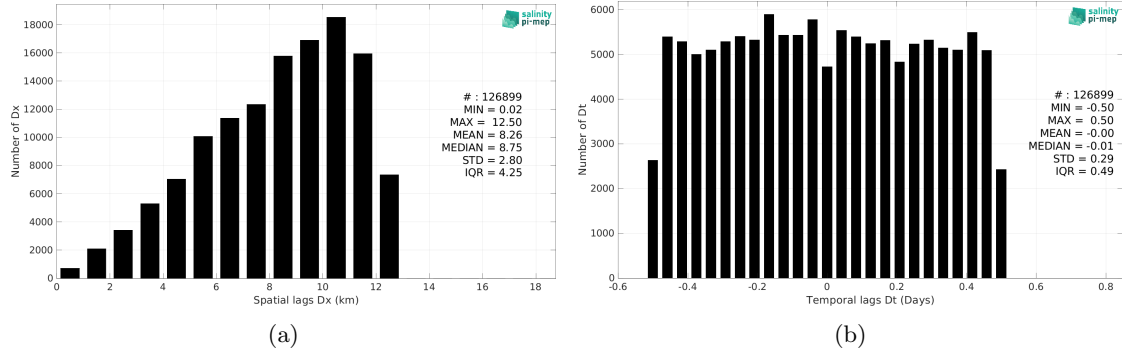 salinity
pi-mep
18000
16000
14000
12000
10000
8000
6000
4000
2000
0
Number of Dx
# : 126899
MIN = 0.02
MAX = 12.50
MEAN = 8.26
MEDIAN = 8.75
STD = 2.80
IQR = 4.25
0 2 4 6 8 10 12 14 16 18
Spatial lags Dx (km)
(a)
salinity
pi-mep
6000
5000
4000
3000
2000
1000
0
Number of Dt
# : 126899
MIN = -0.50
MAX = 0.50
MEAN = -0.00
MEDIAN = -0.01
STD = 0.29
IQR = 0.49
-0.6 -0.4 -0.2 0 0.2 0.4 0.6 0.8
Temporal lags Dt (Days)
(b)